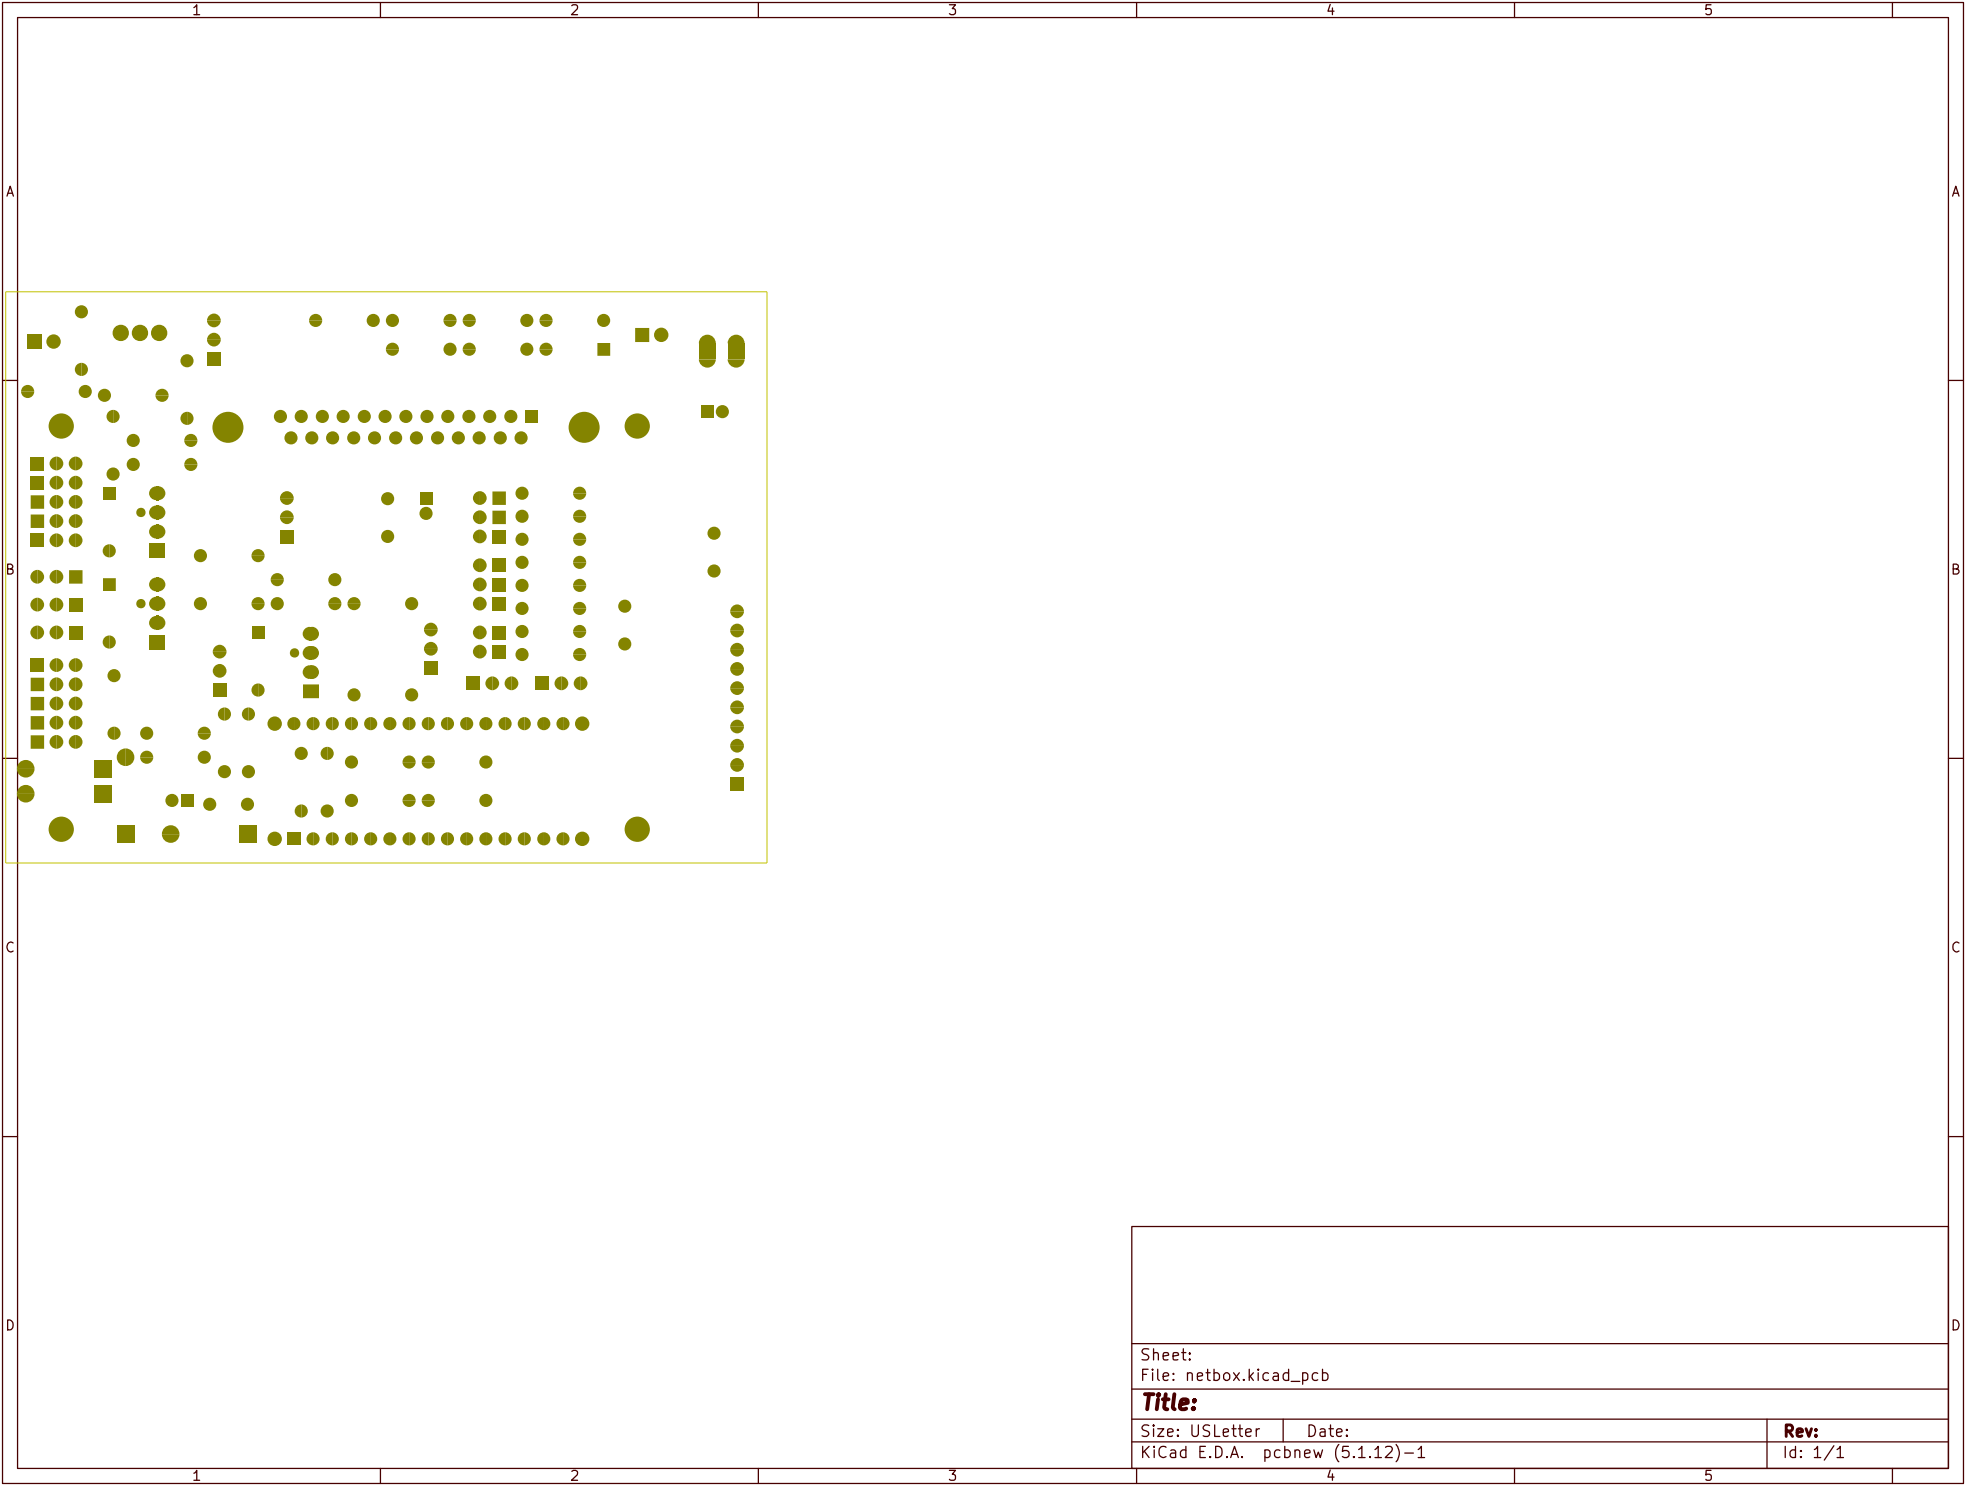 1 2 3 4 5
A A
B B
C C
D D
Sheet:
File: netbox.kicad_pcb
Title:
Size: USLetter Date: Rev:
KiCad E.D.A. pcbnew (5.1.12)-1 Id: 1/1
1 2 3 4 5